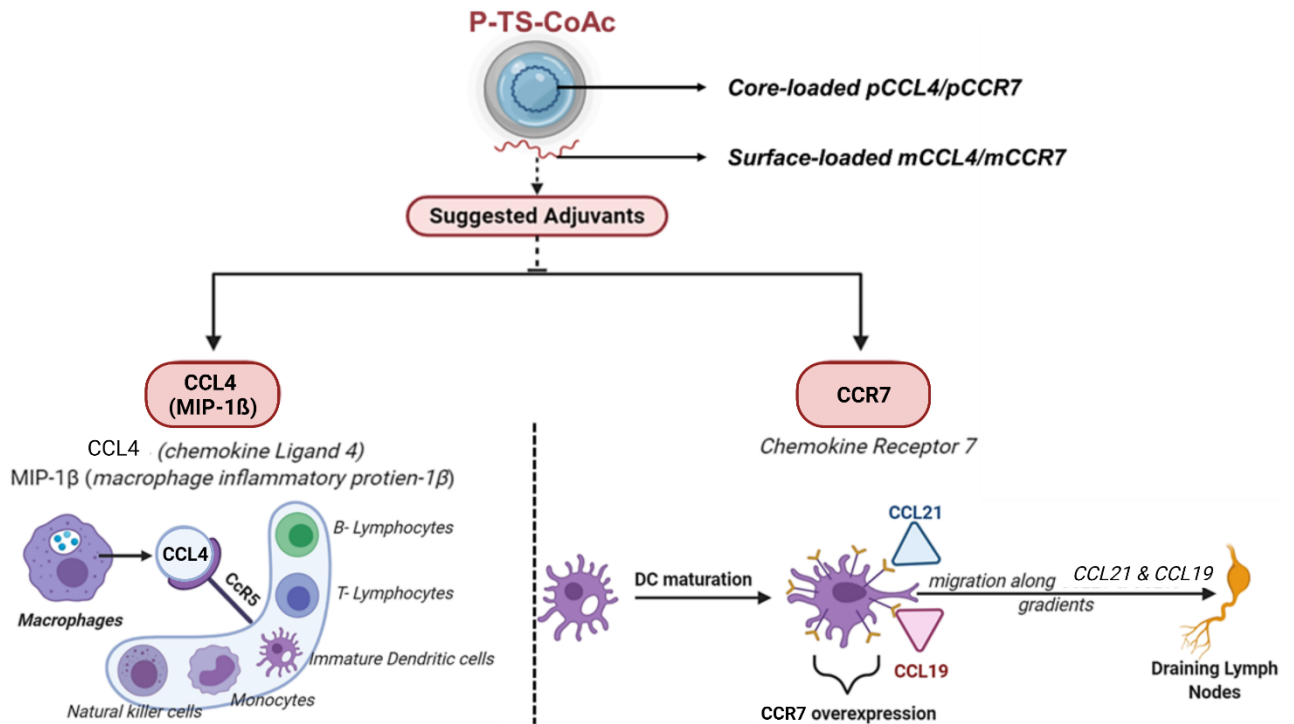 P-TS-CoAc
Core-loaded pCCL4/pCCR7
Surface-loaded mCCL4/mCCR7
Suggested Adjuvants
CCL4
(MIP-1ß)
CCL4 (chemokine Ligand 4)
MIP-1β (macrophage inflammatory protien-1β)
B- Lymphocytes
CCL4
CcR5
T- Lymphocytes
Macrophages
Immature Dendritic cells
Monocytes
Natural killer cells
CCR7
Chemokine Receptor 7
CCL21
DC maturation
migration along CCL21 & CCL19
gradients
CCL19
Draining Lymph
Nodes
CCR7 overexpression